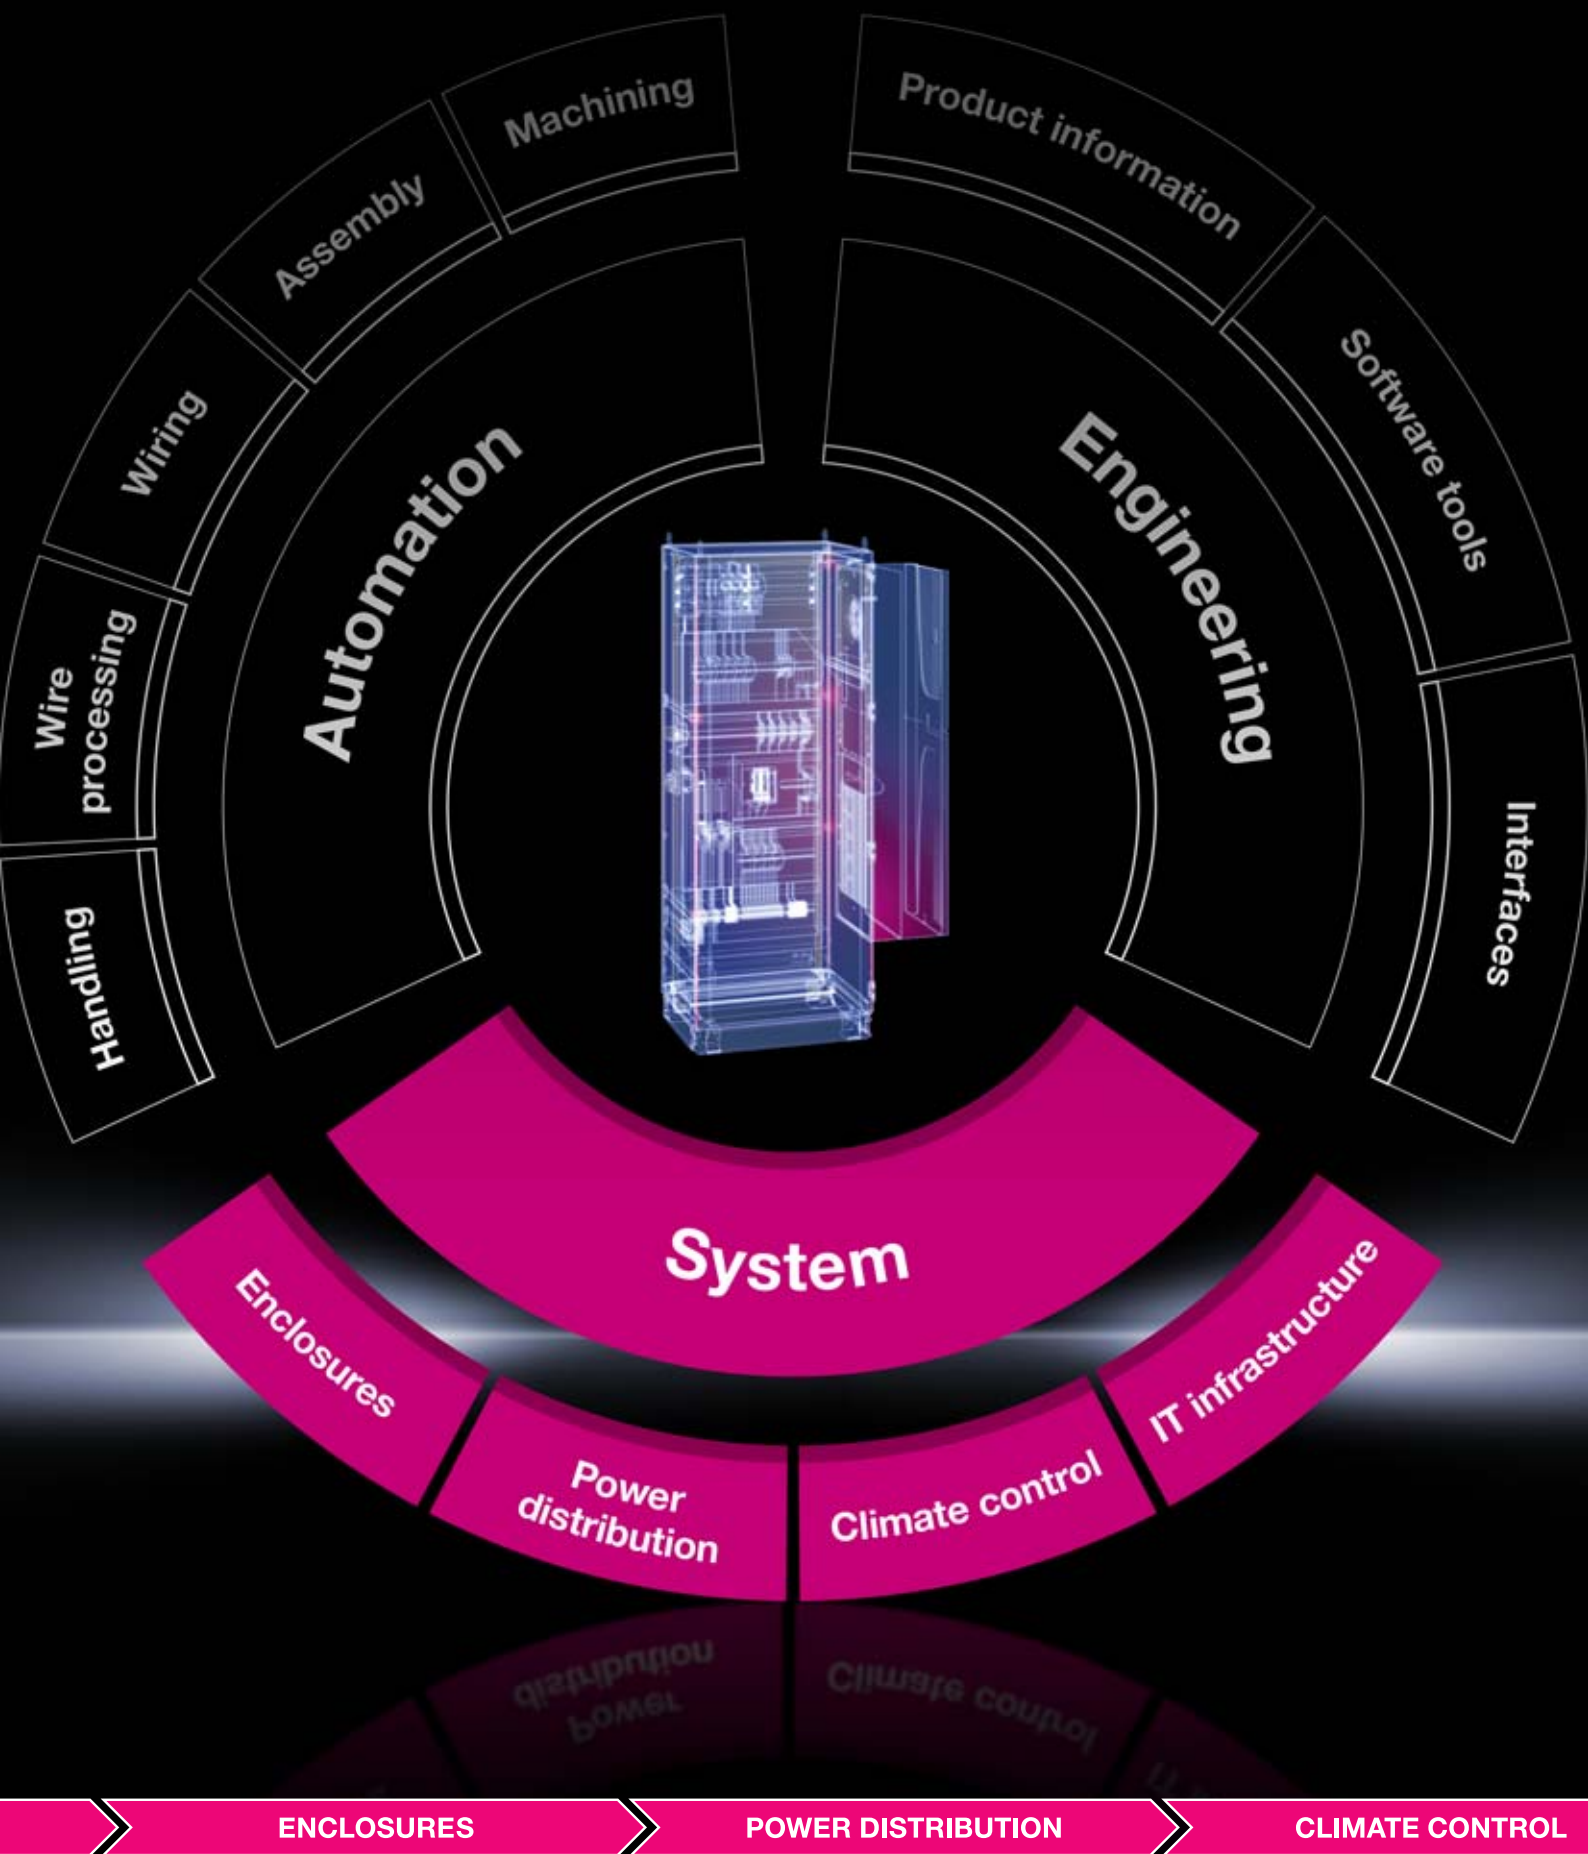 Machining
Product information
Assembly
Software tools
Wiring
Automation
Engineering
Wire
processing
Interfaces
Handling
System
Enclosures
IT infrastructure
Power
distribution
Climate control
ENCLOSURES
POWER DISTRIBUTION
CLIMATE CONTROL